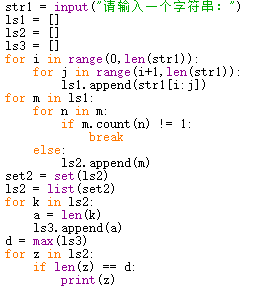 str1 = input("请输入一个字符串：")
ls1 = []
ls2 = []
ls3 = []
for i in range(0,len(str1)):
    for j in range(i+1,len(str1)):
        ls1.append(str1[i:j])
for m in ls1:
    for n in m:
        if m.count(n) != 1:
            break
    else:
        ls2.append(m)
set2 = set(ls2)
ls2 = list(set2)
for k in ls2:
    a = len(k)
    ls3.append(a)
d = max(ls3)
for z in ls2:
    if len(z) == d:
        print(z)